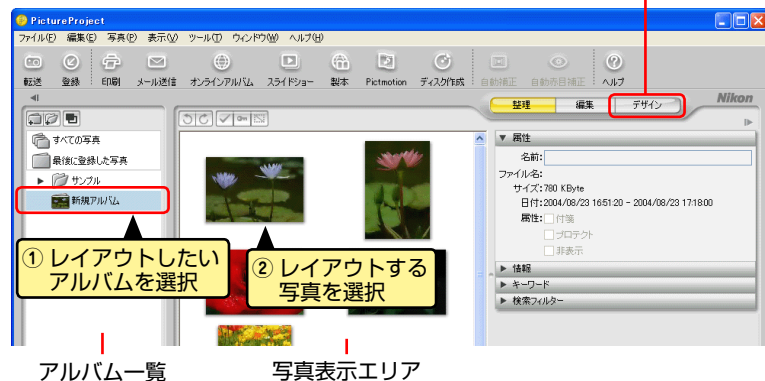 PictureProject
ファイル(F) 編集(E) 写真(P) 表示(V) ツール(T) ウィンドウ(W) ヘルプ(H)
転送 登録 印刷 メール送信 オンラインアルバム スライドショー 製本 Pictmotion ディスク作成 自動補正 自動赤目補正 ヘルプ
整理 編集 デザイン Nikon
すべての写真
最後に登録した写真
サンプル
新規アルバム
① レイアウトしたい
アルバムを選択
② レイアウトする
写真を選択
属性
名前:
ファイル名:
サイズ:780 KByte
日付:2004/08/23 16:51:20 - 2004/08/23 17:18:00
属性: 付箋
プロテクト
非表示
情報
キーワード
検索フィルター
アルバム一覧
写真表示エリア